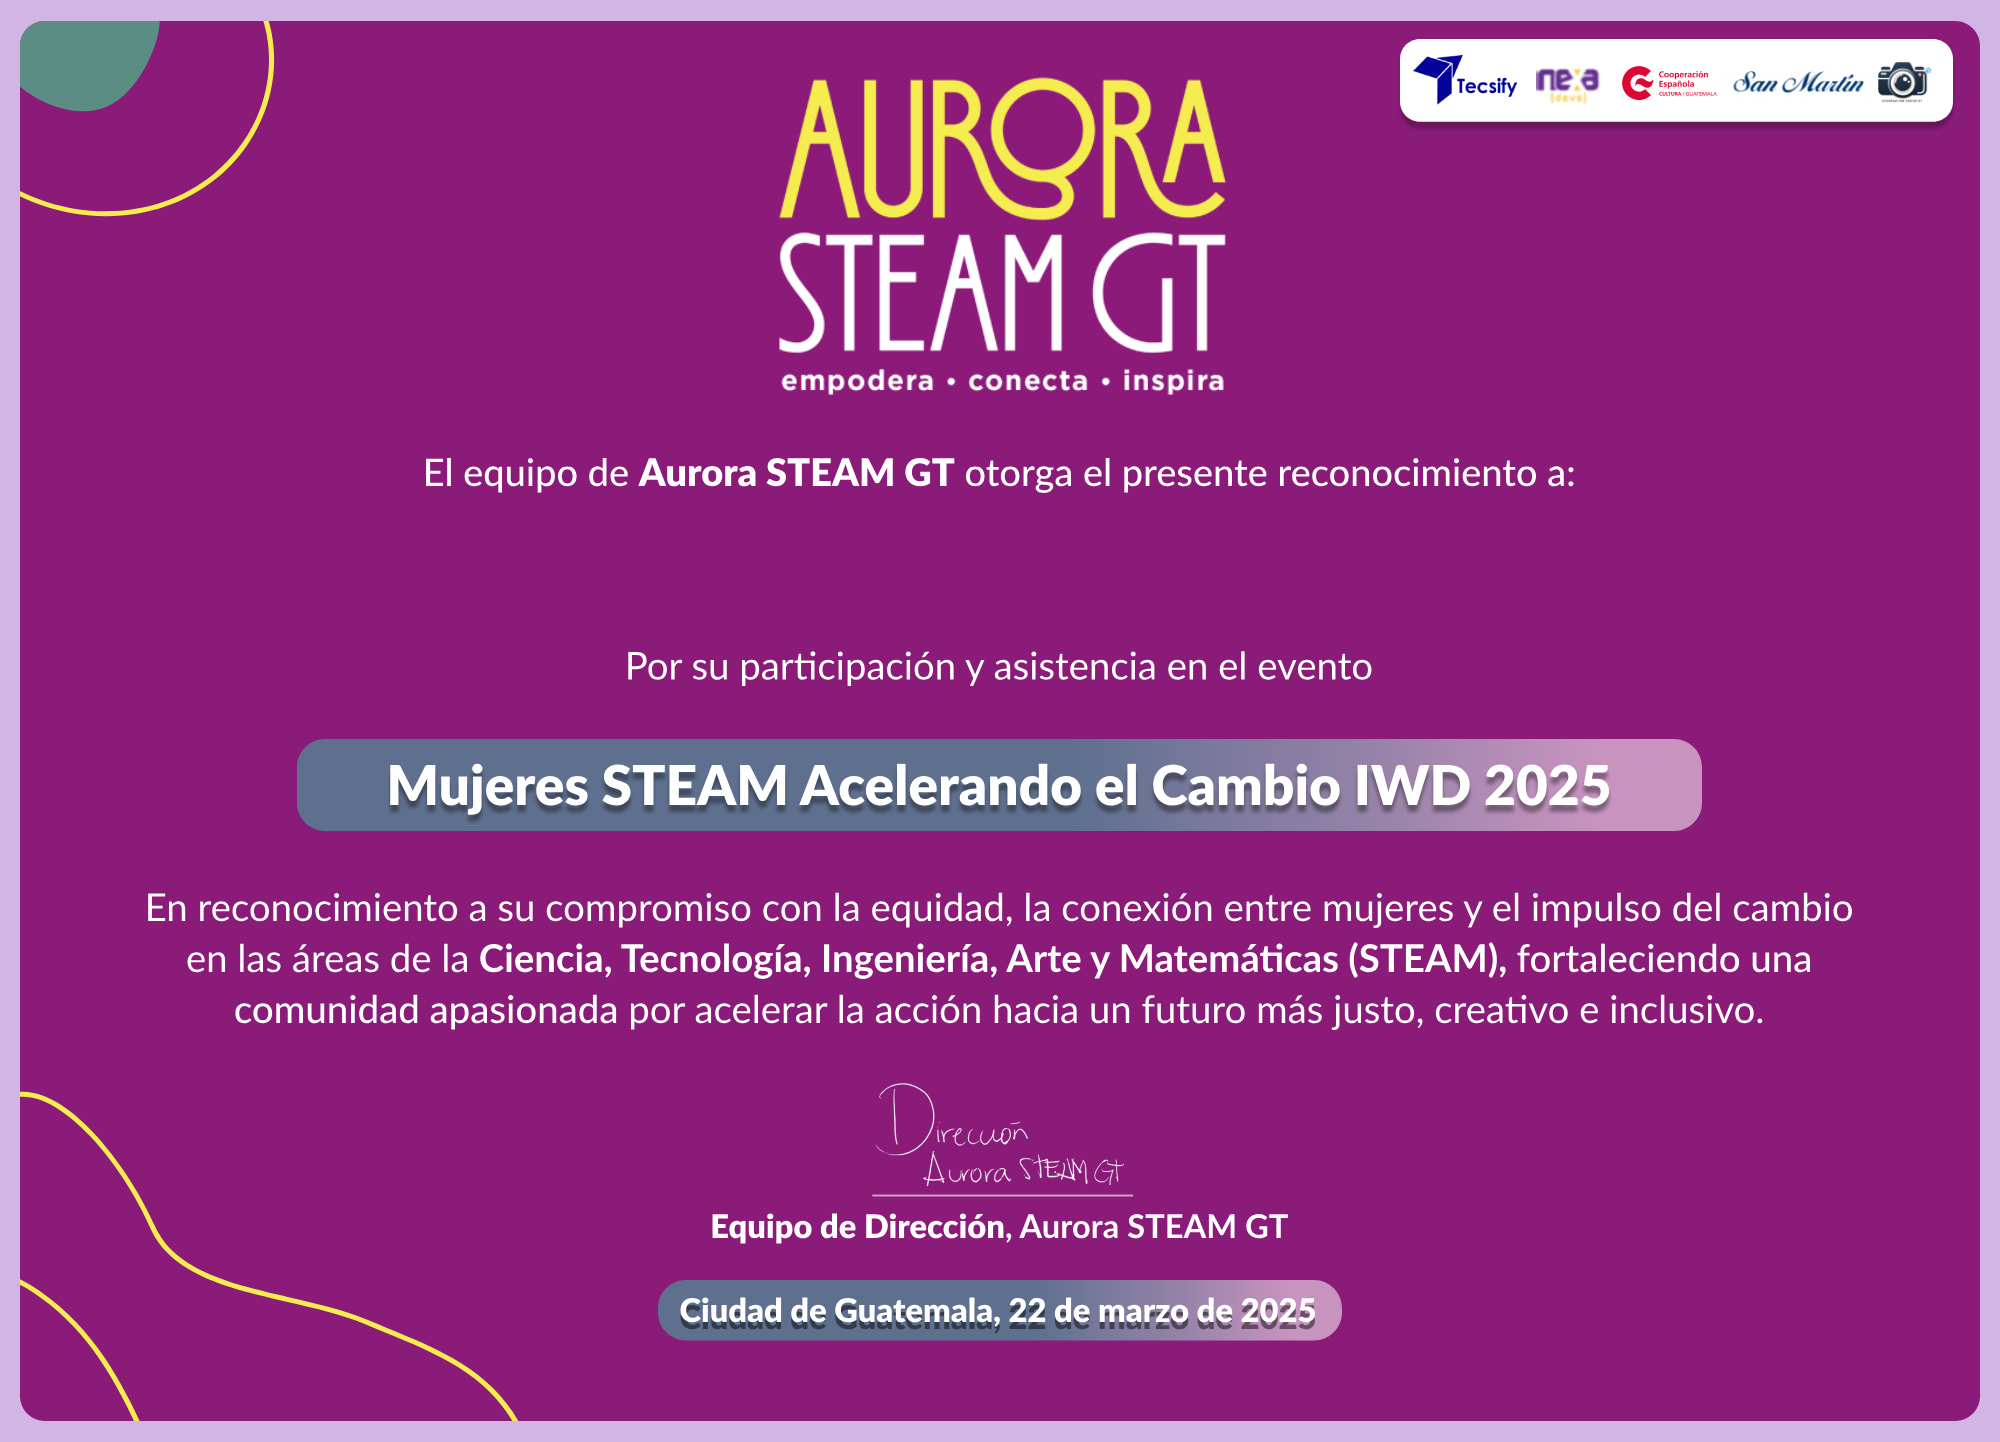 Tecsify
nexa
[devs]
Cooperación
Española
CULTURA / GUATEMALA
San Martín
AURORA
STEAM GT
empodera • conecta • inspira
El equipo de Aurora STEAM GT otorga el presente reconocimiento a:
Por su participación y asistencia en el evento
Mujeres STEAM Acelerando el Cambio IWD 2025
En reconocimiento a su compromiso con la equidad, la conexión entre mujeres y el impulso del cambio
en las áreas de la Ciencia, Tecnología, Ingeniería, Arte y Matemáticas (STEAM), fortaleciendo una
comunidad apasionada por acelerar la acción hacia un futuro más justo, creativo e inclusivo.
Dirección
Aurora STEAM GT
Equipo de Dirección, Aurora STEAM GT
Ciudad de Guatemala, 22 de marzo de 2025